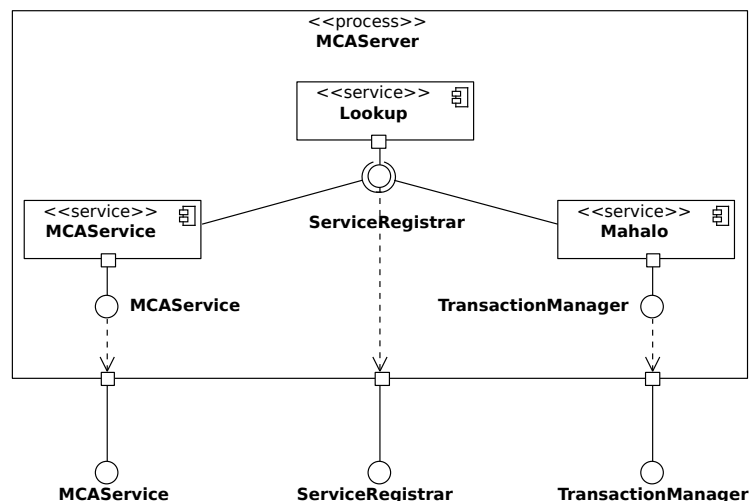 <<process>>
MCAServer
<<service>>
Lookup
<<service>>
MCAService
ServiceRegistrar
<<service>>
Mahalo
MCAService
TransactionManager
MCAService
ServiceRegistrar
TransactionManager